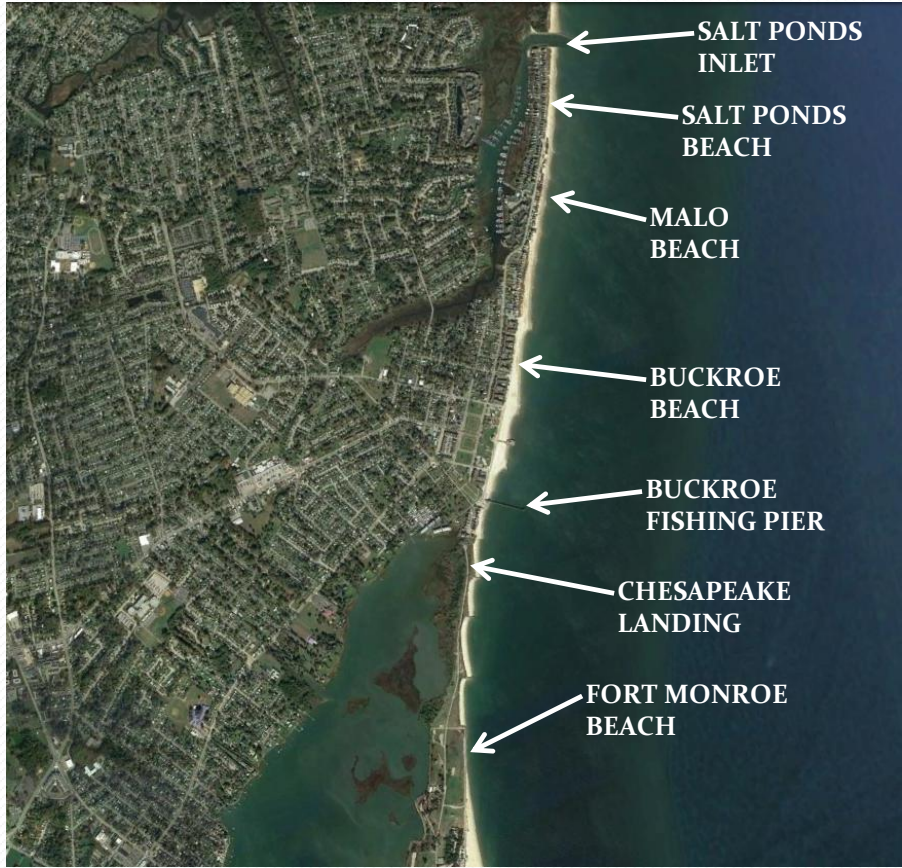 SALT PONDS
INLET
SALT PONDS
BEACH
MALO
BEACH
BUCKROE
BEACH
BUCKROE
FISHING PIER
CHESAPEAKE
LANDING
FORT MONROE
BEACH